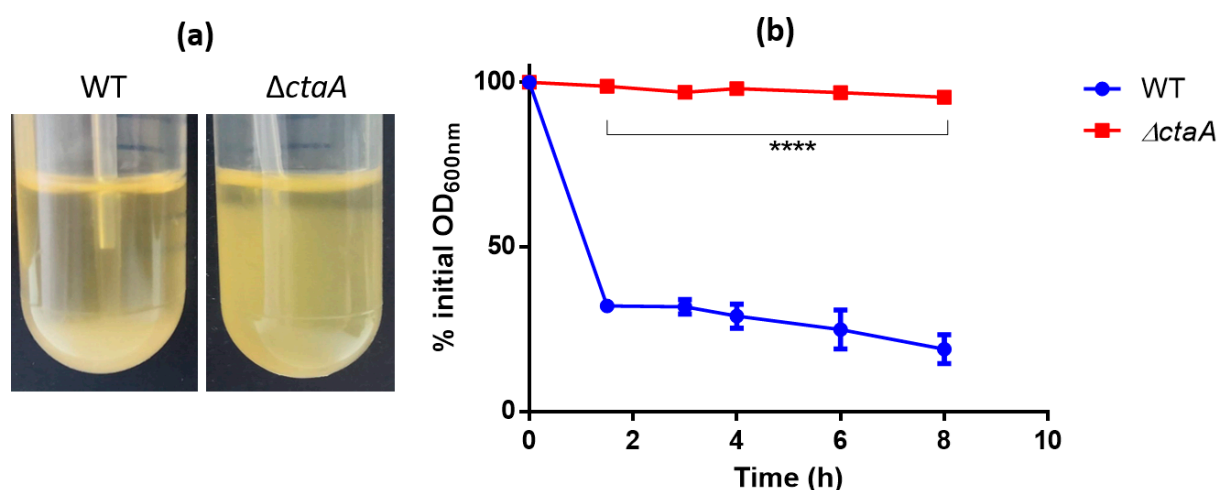 (a)
WT
ΔctaA
(b)
% initial OD600nm
100
50
0
****
0
2
4
6
8
10
Time (h)
WT
ΔctaA